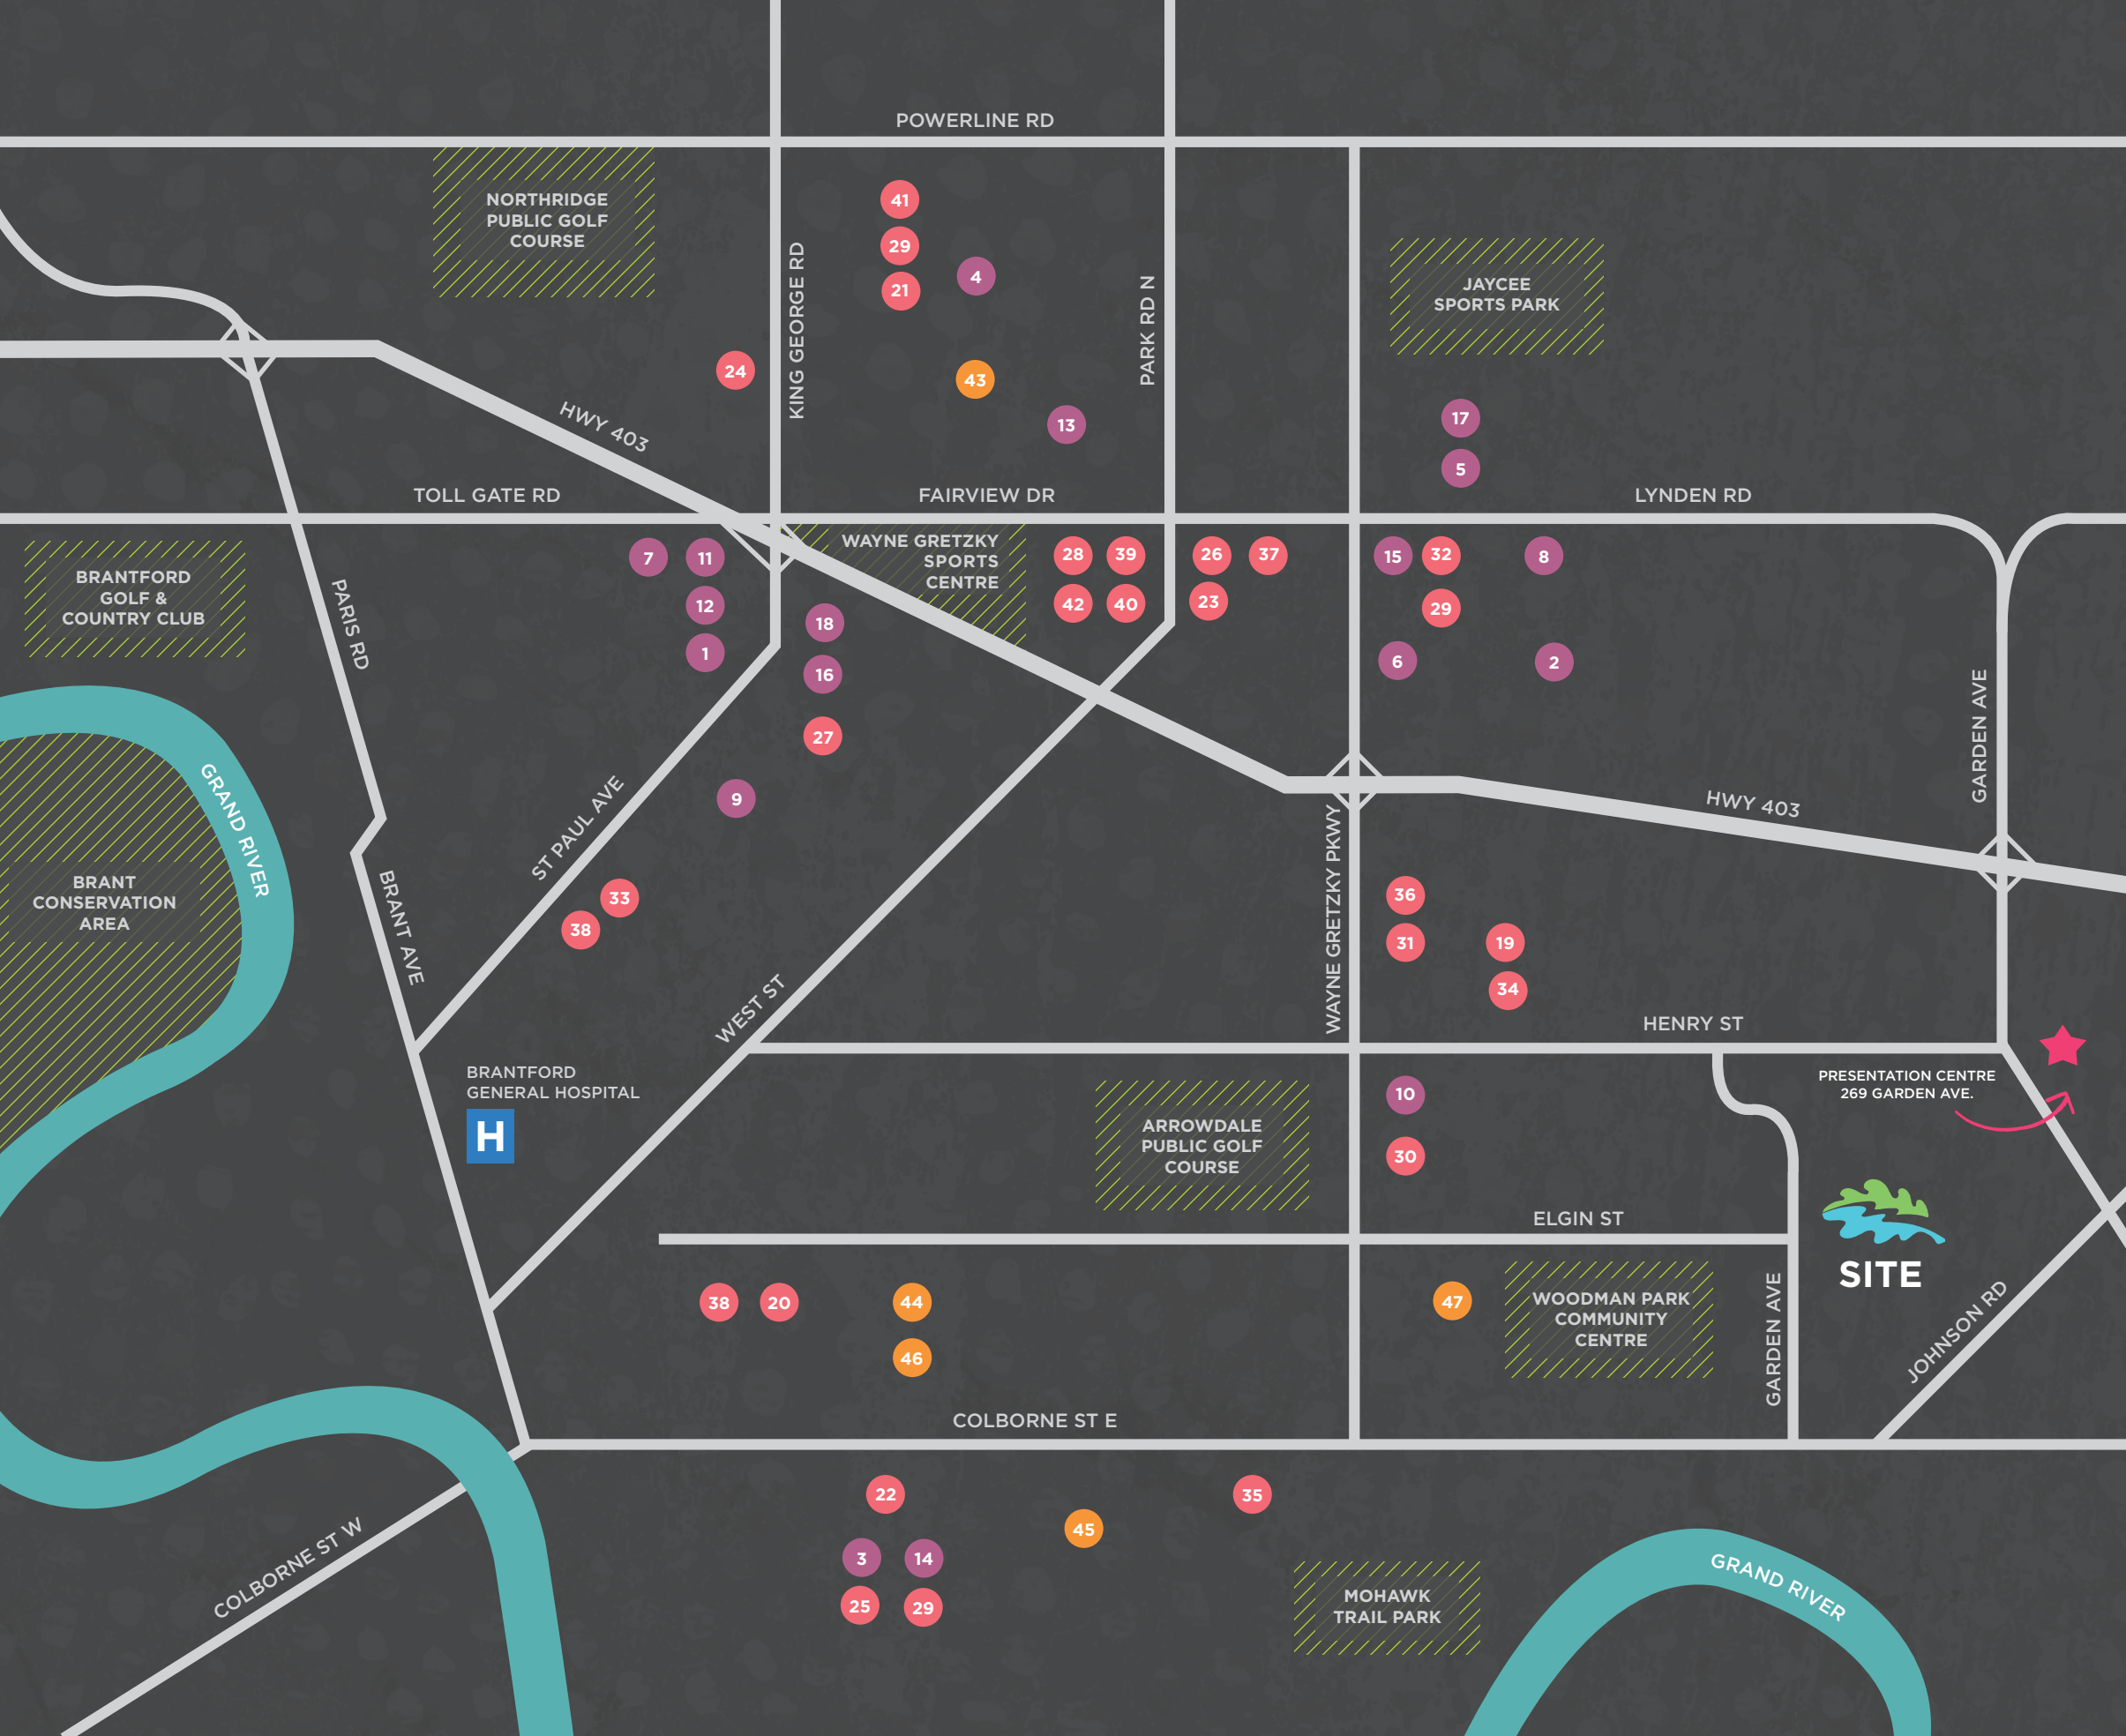 POWERLINE RD
NORTHRIDGE
PUBLIC GOLF
COURSE
41
29
21
4
KING GEORGE RD
PARK RD N
JAYCEE
SPORTS PARK
24
43
13
HWY 403
17
5
TOLL GATE RD
FAIRVIEW DR
LYNDEN RD
BRANTFORD
GOLF &
COUNTRY CLUB
PARIS RD
7
11
12
1
WAYNE GRETZKY
SPORTS
CENTRE
18
16
27
28
39
42
40
26
37
23
15
32
8
29
6
2
GARDEN AVE
GRAND RIVER
BRANT
CONSERVATION
AREA
BRANT AVE
ST PAUL AVE
9
33
38
WEST ST
WAYNE GRETZKY PKWY
HWY 403
36
31
19
34
HENRY ST
BRANTFORD
GENERAL HOSPITAL
H
ARROWDALE
PUBLIC GOLF
COURSE
10
30
PRESENTATION CENTRE
269 GARDEN AVE.
ELGIN ST
SITE
38
20
44
46
47
WOODMAN PARK
COMMUNITY
CENTRE
GARDEN AVE
JOHNSON RD
COLBORNE ST E
COLBORNE ST W
22
3
14
25
29
45
35
MOHAWK
TRAIL PARK
GRAND RIVER